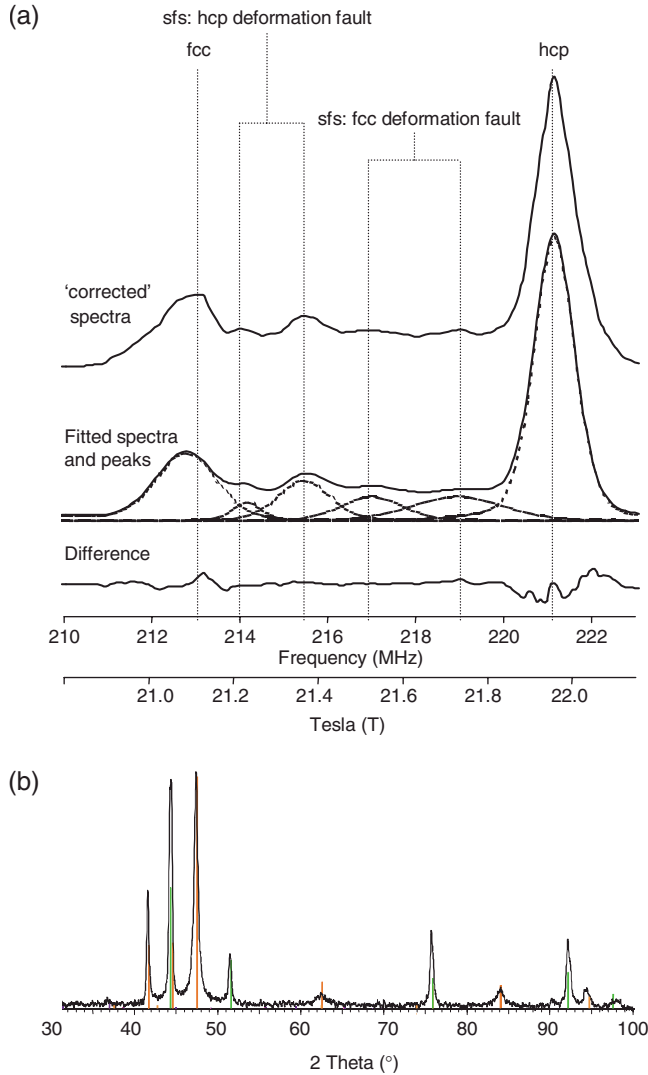 (a)
sfs: hcp deformation fault
fcc
hcp
sfs: fcc deformation fault
‘corrected’
spectra
Fitted spectra
and peaks
Difference
210 212 214 216 218 220 222
Frequency (MHz)
21.0 21.2 21.4 21.6 21.8 22.0
Tesla (T)
(b)
30 40 50 60 70 80 90 100
2 Theta (°)